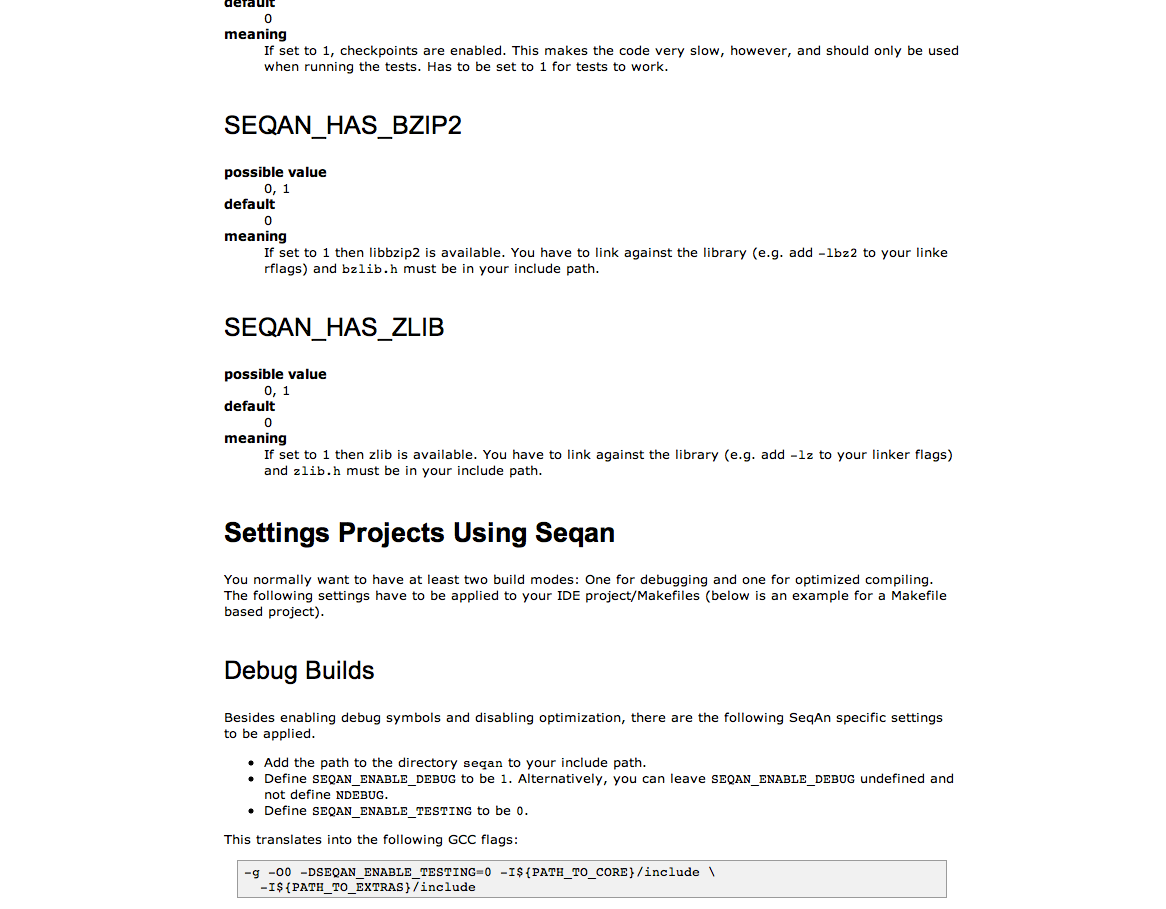 default
0
meaning
If set to 1, checkpoints are enabled. This makes the code very slow, however, and should only be used
when running the tests. Has to be set to 1 for tests to work.
SEQAN_HAS_BZIP2
possible value
0, 1
default
0
meaning
If set to 1 then libbzip2 is available. You have to link against the library (e.g. add -lbz2 to your linke
rflags) and bzlib.h must be in your include path.
SEQAN_HAS_ZLIB
possible value
0, 1
default
0
meaning
If set to 1 then zlib is available. You have to link against the library (e.g. add -lz to your linker flags)
and zlib.h must be in your include path.
Settings Projects Using Seqan
You normally want to have at least two build modes: One for debugging and one for optimized compiling.
The following settings have to be applied to your IDE project/Makefiles (below is an example for a Makefile
based project).
Debug Builds
Besides enabling debug symbols and disabling optimization, there are the following SeqAn specific settings
to be applied.
• Add the path to the directory seqan to your include path.
• Define SEQAN_ENABLE_DEBUG to be 1. Alternatively, you can leave SEQAN_ENABLE_DEBUG undefined and
not define NDEBUG.
• Define SEQAN_ENABLE_TESTING to be 0.
This translates into the following GCC flags:
-g -O0 -DSEQAN_ENABLE_TESTING=0 -I${PATH_TO_CORE}/include \
-I${PATH_TO_EXTRAS}/include